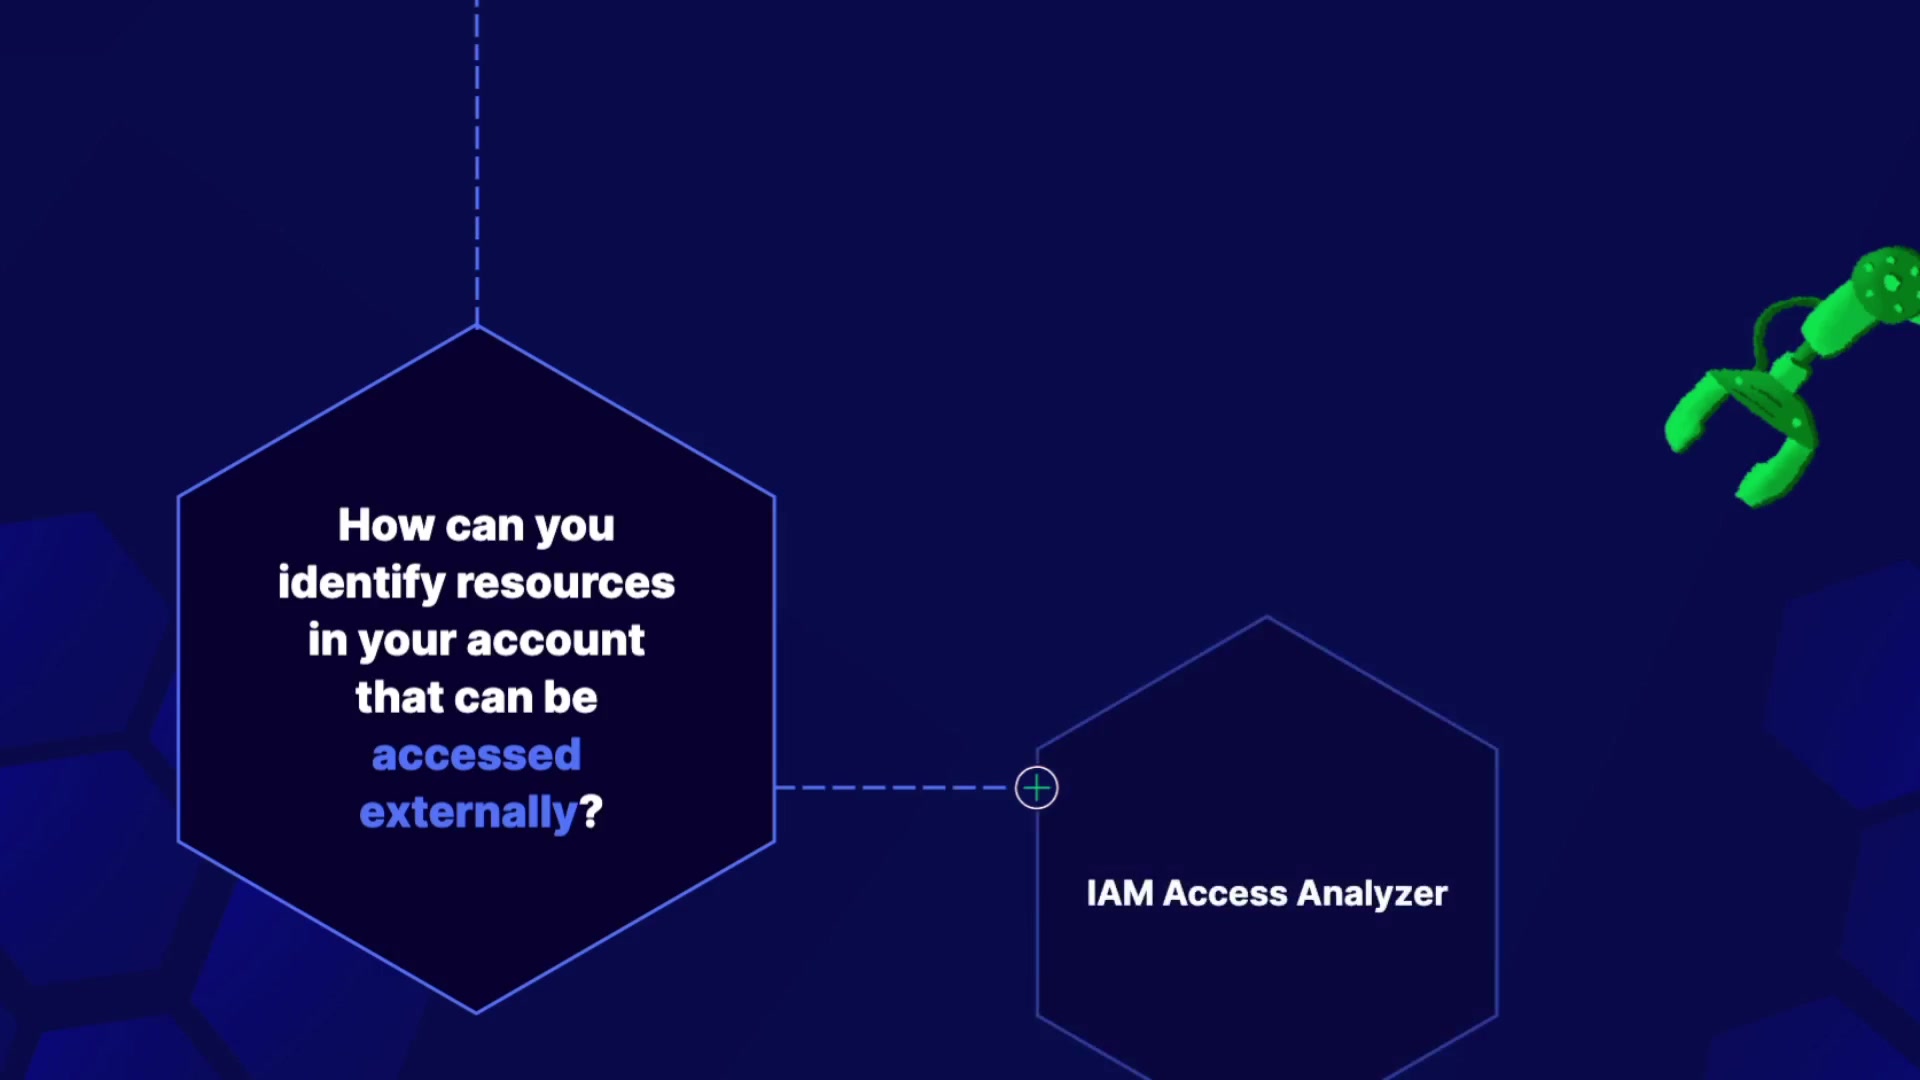 How can you
identify resources
in your account
that can be
accessed
externally?
IAM Access Analyzer